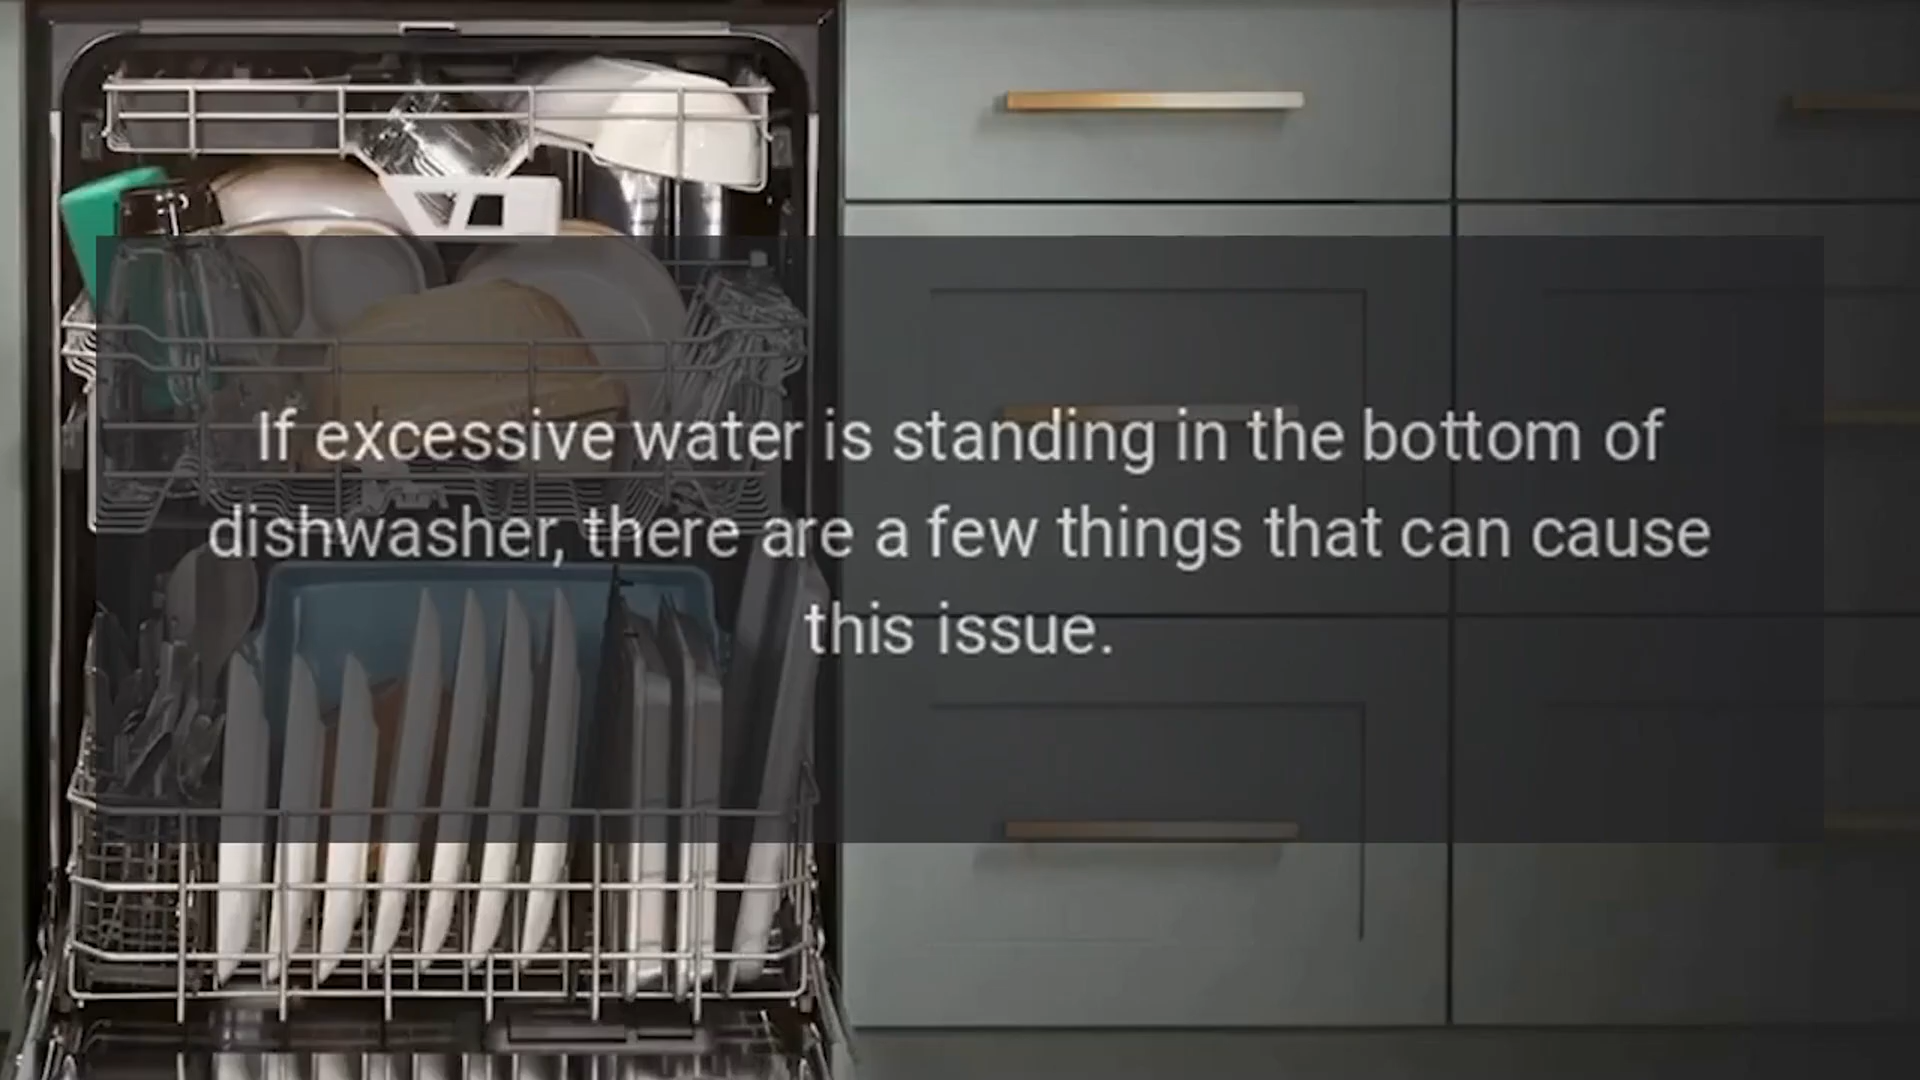 If excessive water is standing in the bottom of
dishwasher, there are a few things that can cause
this issue.